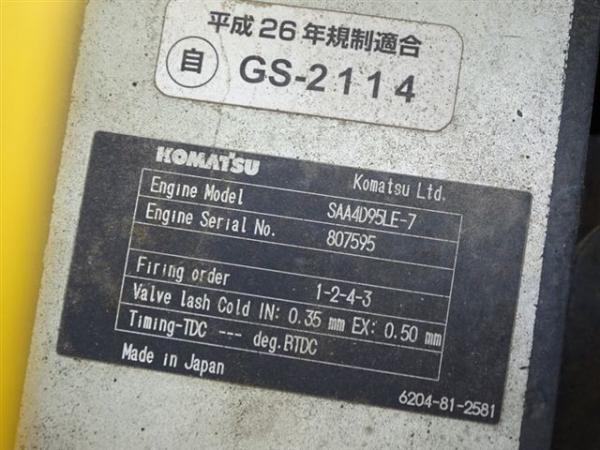 平成26年規制適合
自 GS-2114
KOMATSU Komatsu Ltd.
Engine Model SAA4D95LE-7
Engine Serial No. 807595
Firing order 1-2-4-3
Valve lash Cold IN: 0.35 mm EX: 0.50 mm
Timing-TDC --- deg.RTDC
Made in Japan
6204-81-2581